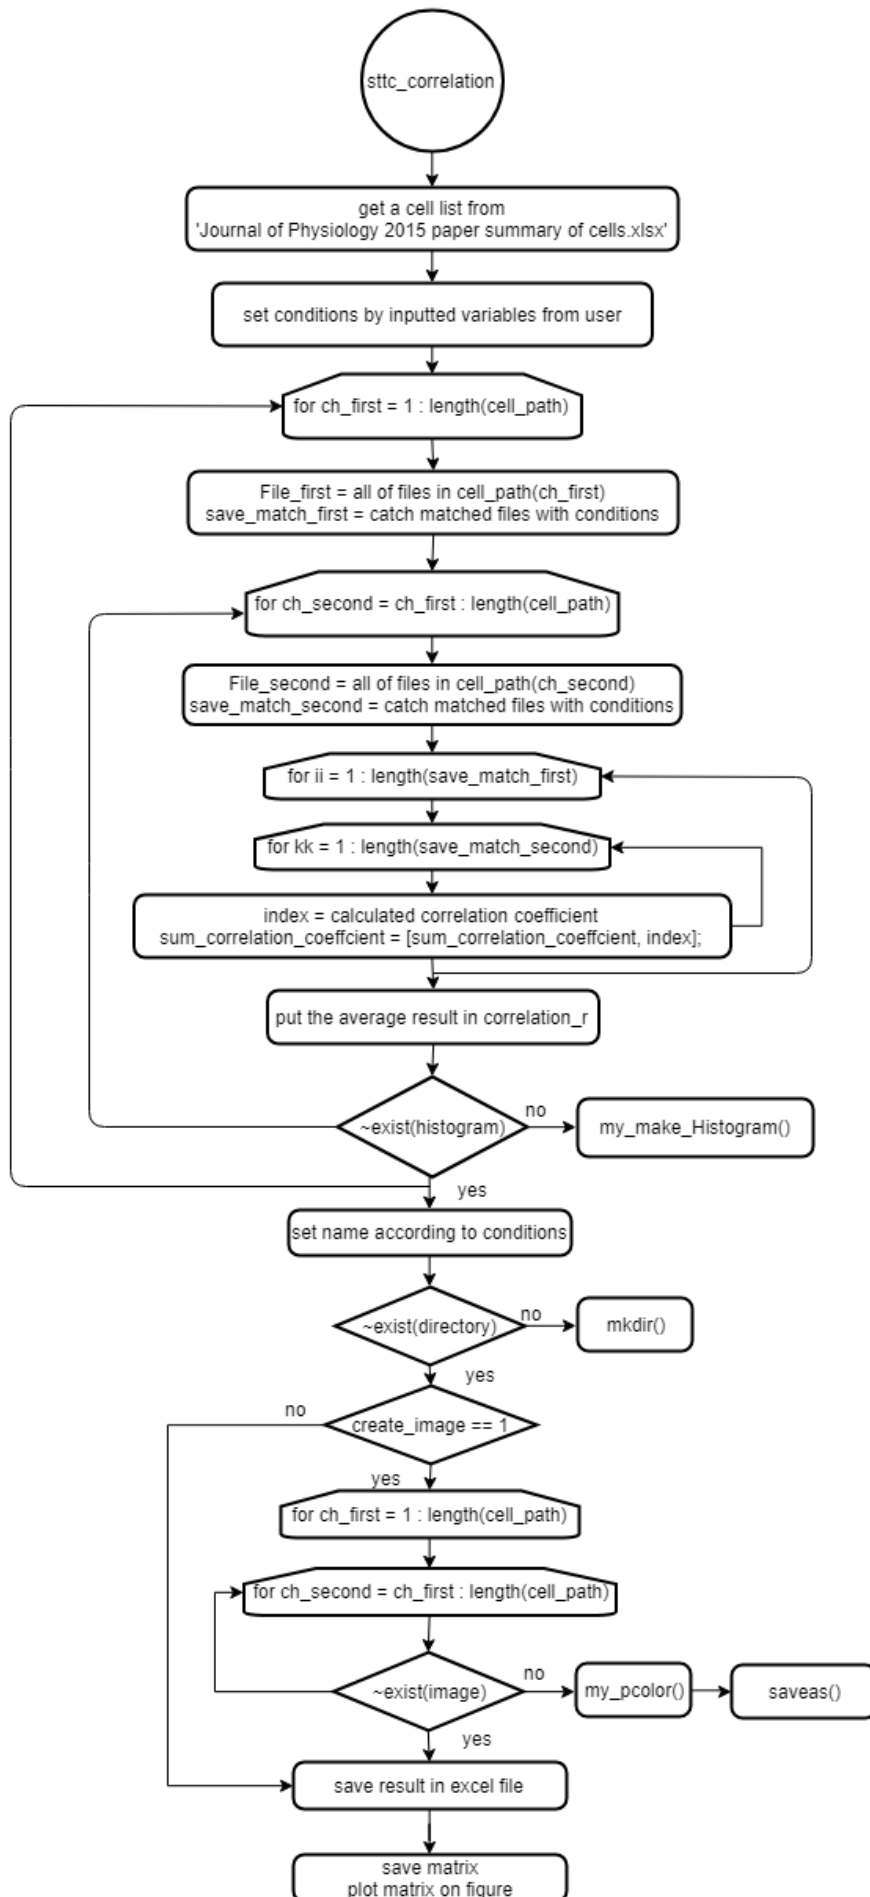 sttc_correlation
get a cell list from
'Journal of Physiology 2015 paper summary of cells.xlsx'
set conditions by inputted variables from user
for ch_first = 1 : length(cell_path)
File_first = all of files in cell_path(ch_first)
save_match_first = catch matched files with conditions
for ch_second = ch_first : length(cell_path)
File_second = all of files in cell_path(ch_second)
save_match_second = catch matched files with conditions
for ii = 1 : length(save_match_first)
for kk = 1 : length(save_match_second)
index = calculated correlation coefficient
sum_correlation_coeffcient = [sum_correlation_coeffcient, index];
put the average result in correlation_r
~exist(histogram)
no
my_make_Histogram()
yes
set name according to conditions
~exist(directory)
no
mkdir()
yes
no
create_image == 1
yes
for ch_first = 1 : length(cell_path)
for ch_second = ch_first : length(cell_path)
~exist(image)
no
my_pcolor()
saveas()
yes
save result in excel file
save matrix
plot matrix on figure